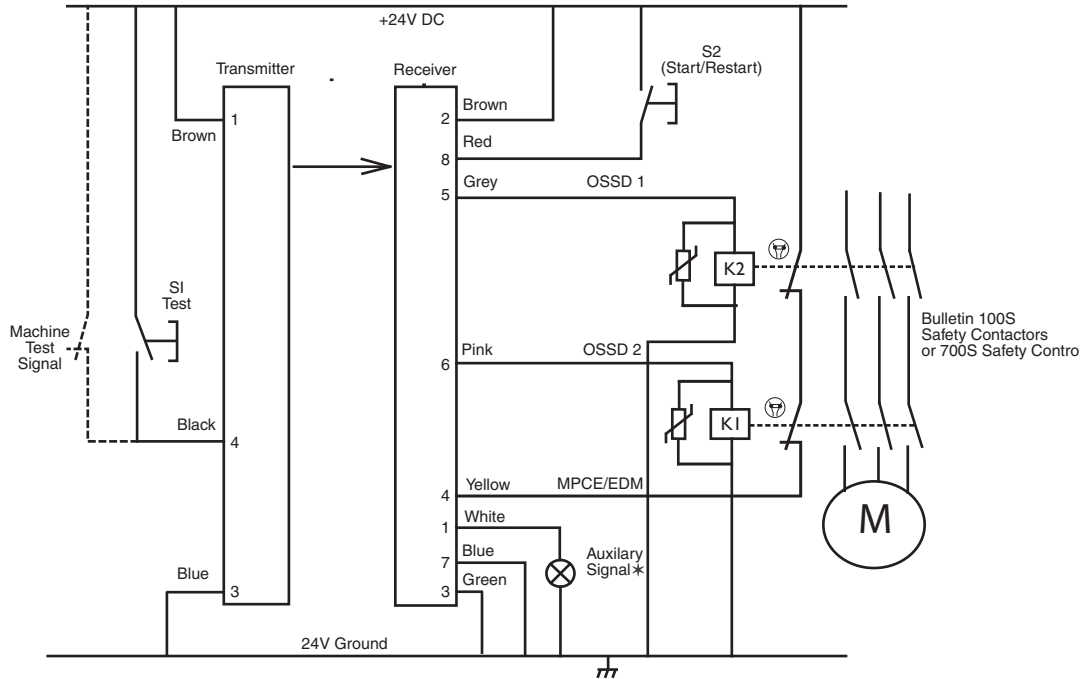 +24V DC
Transmitter
Receiver
S2
(Start/Restart)
1
Brown
2
Brown
8
Red
5
Grey
OSSD 1
K2
SI
Test
Machine
Test
Signal
Bulletin 100S
Safety Contactors
or 700S Safety Contro
6
Pink
OSSD 2
K1
Black
4
4
Yellow
MPCE/EDM
1
White
M
7
Blue
Auxilary
Signal*
Blue
3
3
Green
24V Ground